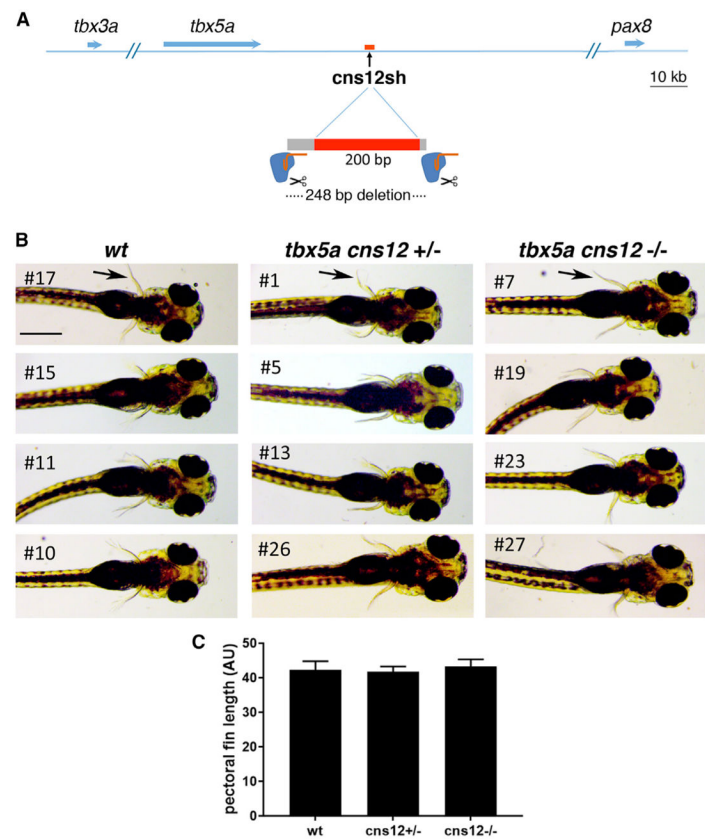 A
tbx3a tbx5a pax8
cns12sh
10 kb
200 bp
248 bp deletion
B
wt tbx5a cns12 +/- tbx5a cns12 -/-
#17 #1 #7
#15 #5 #19
#11 #13 #23
#10 #26 #27
C
pectoral fin length (AU)
50
40
30
20
10
0
wt cns12+/- cns12-/-